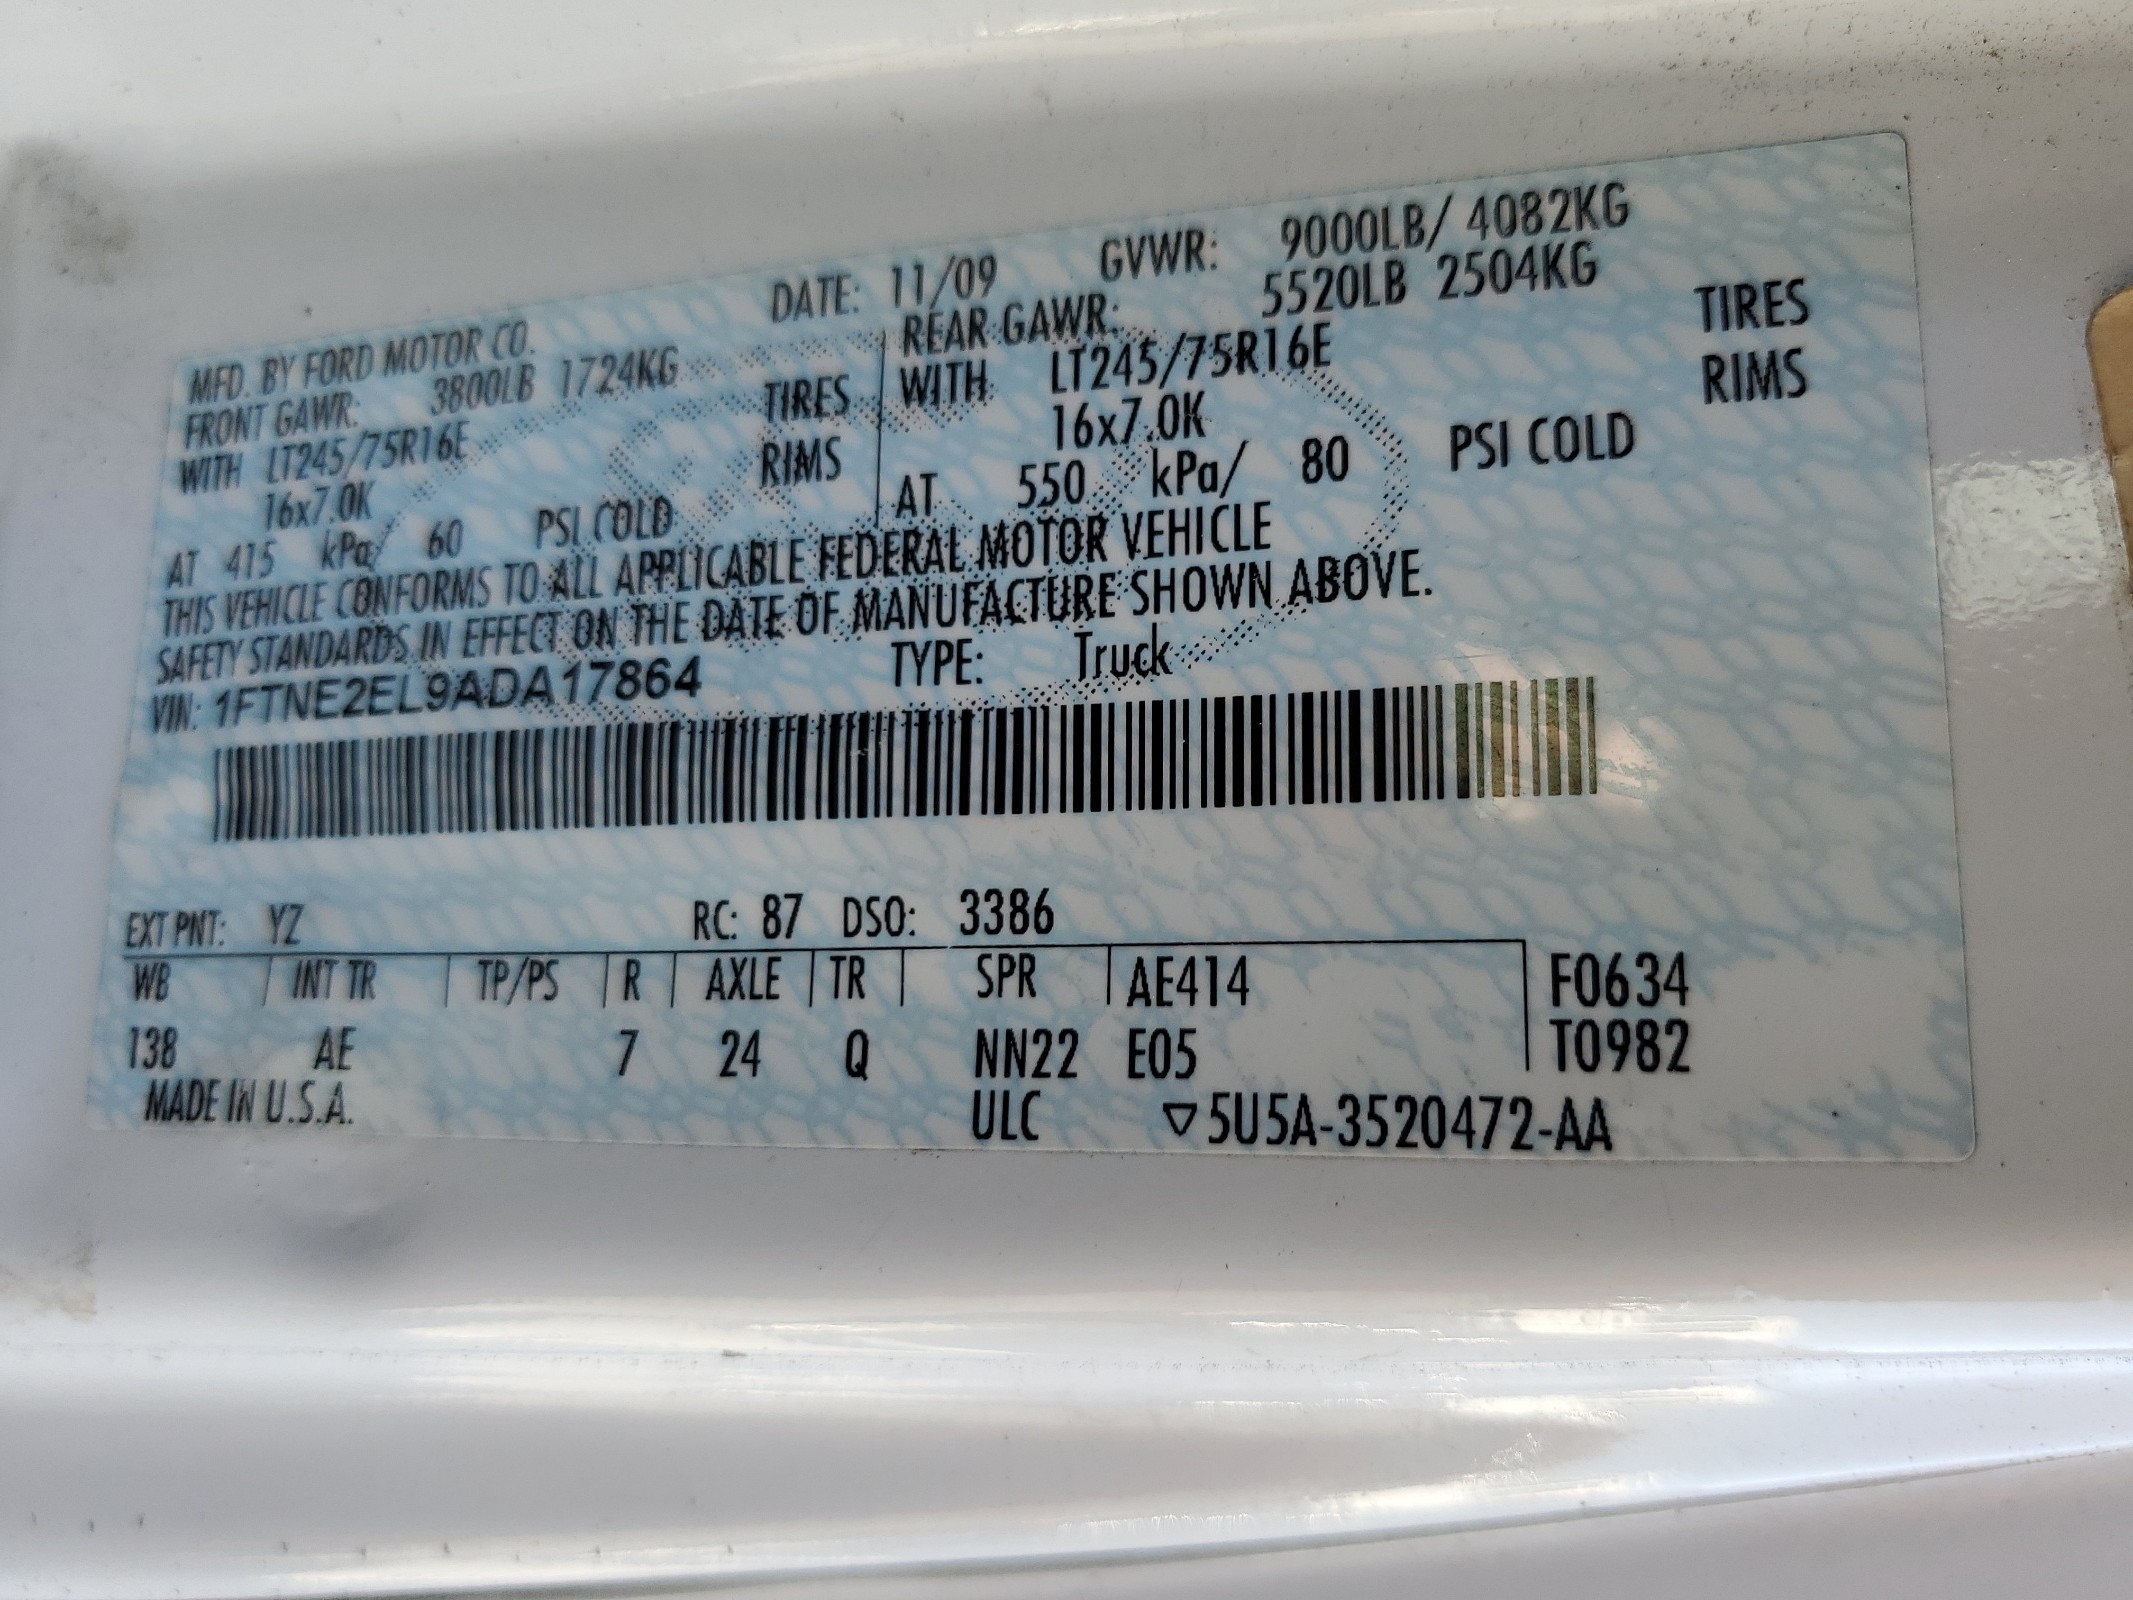 MFD. BY FORD MOTOR CO. DATE: 11/09 GVWR: 9000LB/ 4082KG
FRONT GAWR: 3800LB 1724KG REAR GAWR: 5520LB 2504KG
WITH LT245/75R16E TIRES WITH LT245/75R16E TIRES
16x7.0K RIMS 16x7.0K RIMS
AT 415 kPa/ 60 PSI COLD AT 550 kPa/ 80 PSI COLD
THIS VEHICLE CONFORMS TO ALL APPLICABLE FEDERAL MOTOR VEHICLE
SAFETY STANDARDS IN EFFECT ON THE DATE OF MANUFACTURE SHOWN ABOVE.
VIN: 1FTNE2EL9ADA17864 TYPE: Truck
EXT PNT: YZ RC: 87 DSO: 3386
WB INT TR TP/PS R AXLE TR SPR AE414 F0634
138 AE 7 24 Q NN22 E05 T0982
MADE IN U.S.A. ULC ▽5U5A-3520472-AA